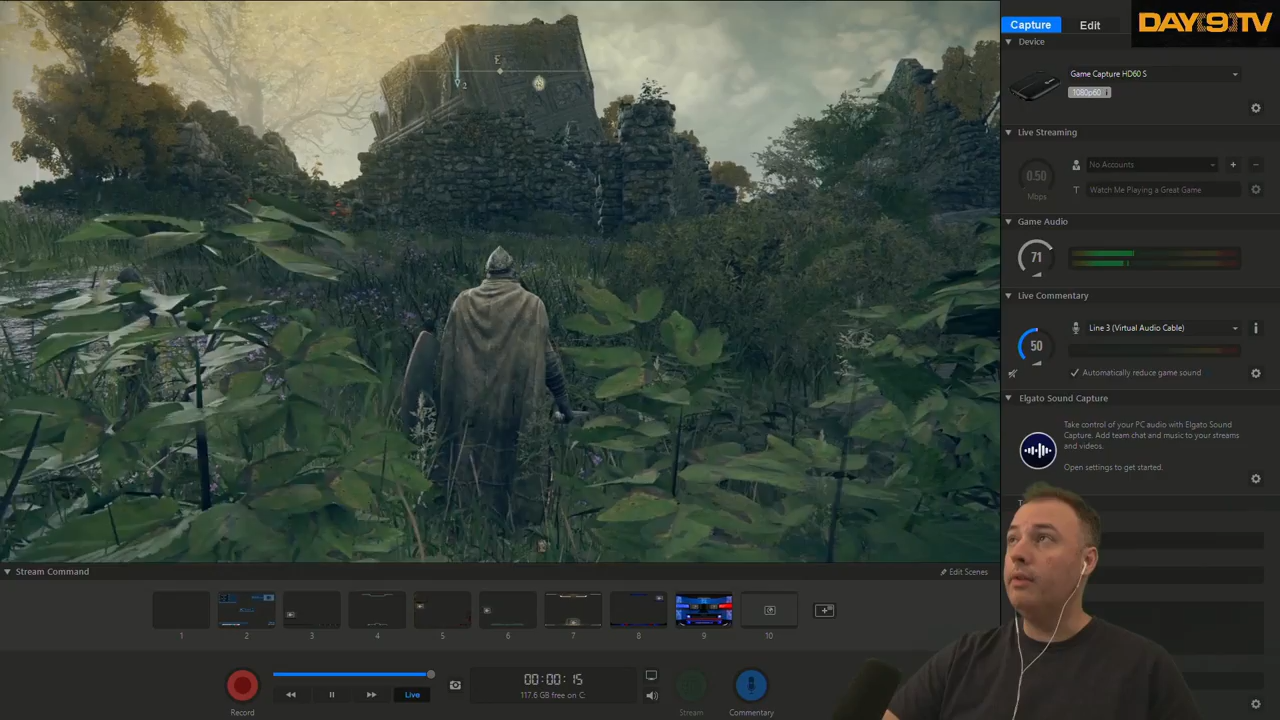 Capture
Edit
DAY[9]TV
Device
Game Capture HD60 S
1080p60
Live Streaming
0.50
Mbps
No Accounts
Watch Me Playing a Great Game
Game Audio
71
Live Commentary
50
Line 3 (Virtual Audio Cable)
Automatically reduce game sound
Elgato Sound Capture
Take control of your PC audio with Elgato Sound
Capture. Add team chat and music to your streams
and videos.
Open settings to get started.
E
2
Stream Command
Edit Scenes
1
2
3
4
5
6
7
8
9
10
Record
Live
00:00:15
117.6 GB free on C:
Stream
Commentary